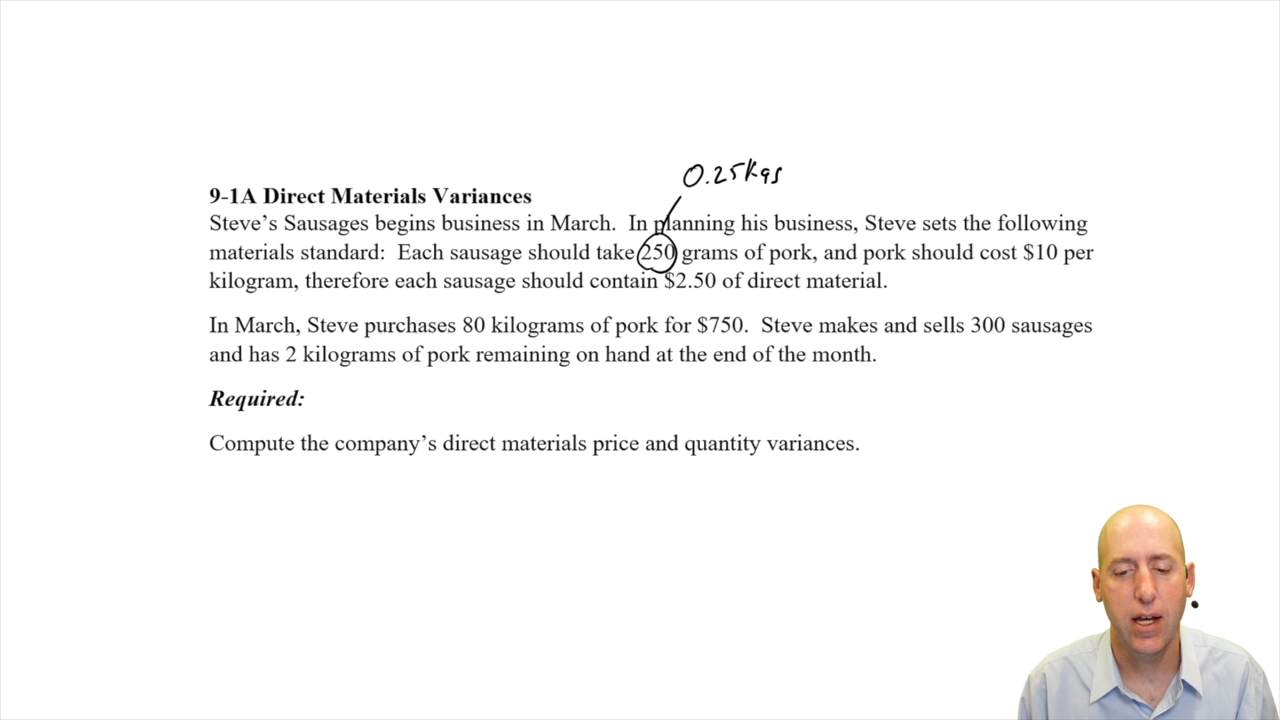 0.25kgs
9-1A Direct Materials Variances
Steve's Sausages begins business in March. In planning his business, Steve sets the following
materials standard: Each sausage should take 250 grams of pork, and pork should cost $10 per
kilogram, therefore each sausage should contain $2.50 of direct material.
In March, Steve purchases 80 kilograms of pork for $750. Steve makes and sells 300 sausages
and has 2 kilograms of pork remaining on hand at the end of the month.
Required:
Compute the company's direct materials price and quantity variances.